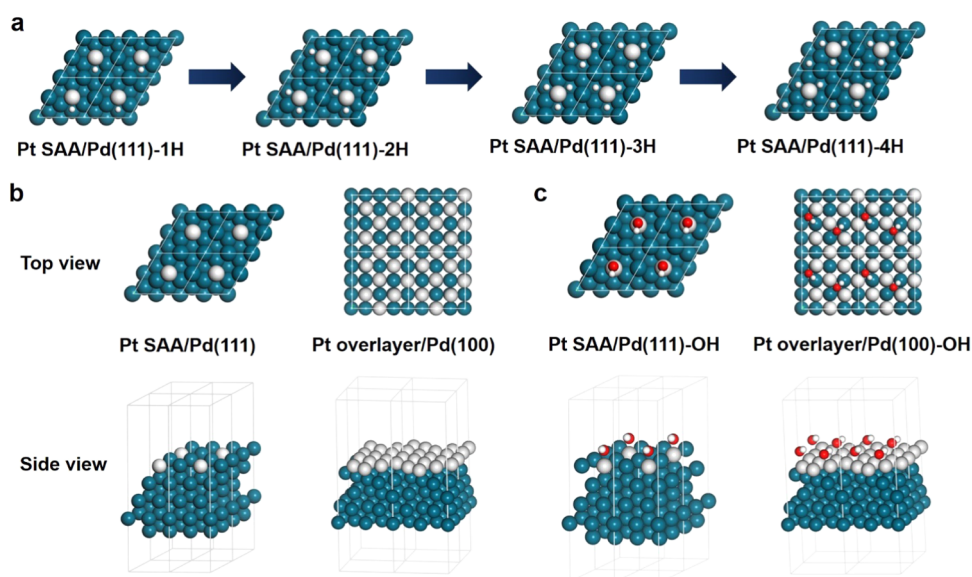 a
Pt SAA/Pd(111)-1H
Pt SAA/Pd(111)-2H
Pt SAA/Pd(111)-3H
Pt SAA/Pd(111)-4H
b
c
Top view
Pt SAA/Pd(111)
Pt overlayer/Pd(100)
Pt SAA/Pd(111)-OH
Pt overlayer/Pd(100)-OH
Side view